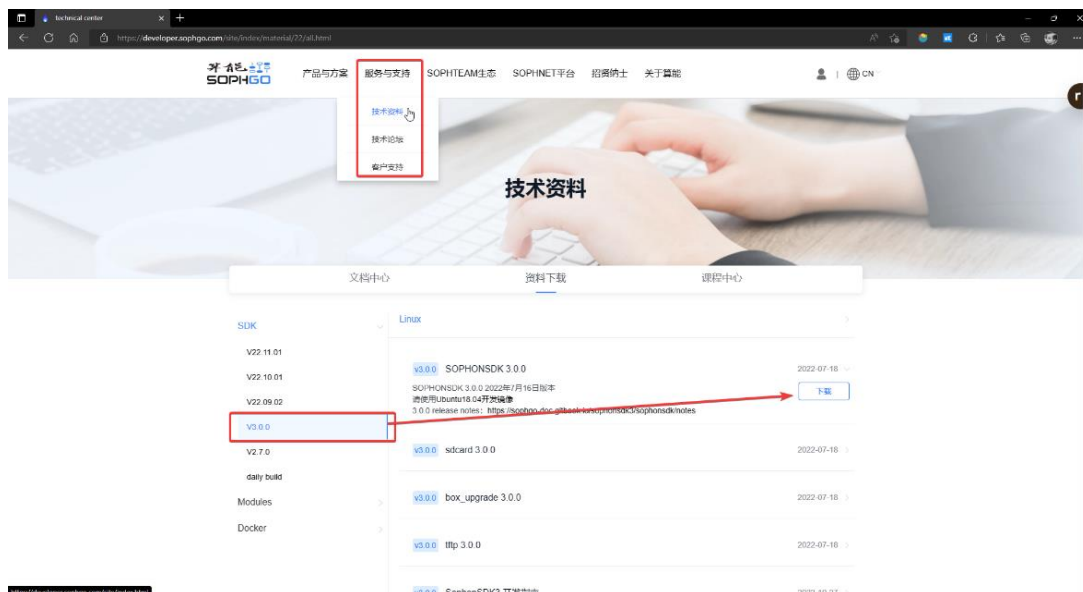 technical center
https://developer.sophgo.com/site/index/material/22/all.html
SOPHGO
产品与方案
服务与支持
SOPHTEAM生态
SOPHNET平台
招贤纳士
关于算能
CN
技术资料
技术论坛
客户支持
技术资料
文档中心
资料下载
课程中心
SDK
V22.11.01
V22.10.01
V22.09.02
V3.0.0
V2.7.0
daily build
Modules
Docker
Linux
v3.0.0 SOPHONSDK 3.0.0 2022-07-18
SOPHONSDK 3.0.0 2022年7月16日版本
请使用Ubuntu18.04开发镜像
3.0.0 release notes: https://sophgo-doc.gitbook.io/sophonsdk3/sophonsdk/notes
下载
v3.0.0 sdcard 3.0.0 2022-07-18
v3.0.0 box_upgrade 3.0.0 2022-07-18
v3.0.0 tftp 3.0.0 2022-07-18